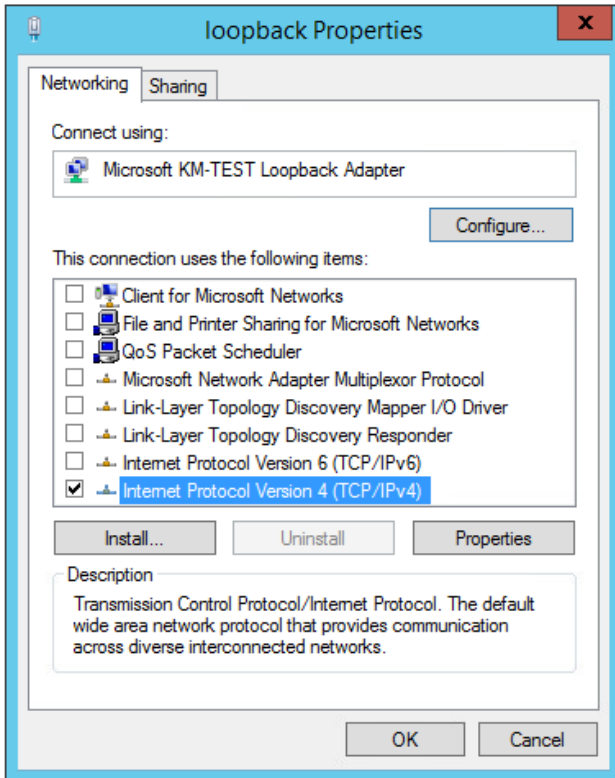 loopback Properties
x
Networking
Sharing
Connect using:
Microsoft KM-TEST Loopback Adapter
Configure...
This connection uses the following items:
Client for Microsoft Networks
File and Printer Sharing for Microsoft Networks
QoS Packet Scheduler
Microsoft Network Adapter Multiplexor Protocol
Link-Layer Topology Discovery Mapper I/O Driver
Link-Layer Topology Discovery Responder
Internet Protocol Version 6 (TCP/IPv6)
Internet Protocol Version 4 (TCP/IPv4)
Install...
Uninstall
Properties
Description
Transmission Control Protocol/Internet Protocol. The default
wide area network protocol that provides communication
across diverse interconnected networks.
OK
Cancel